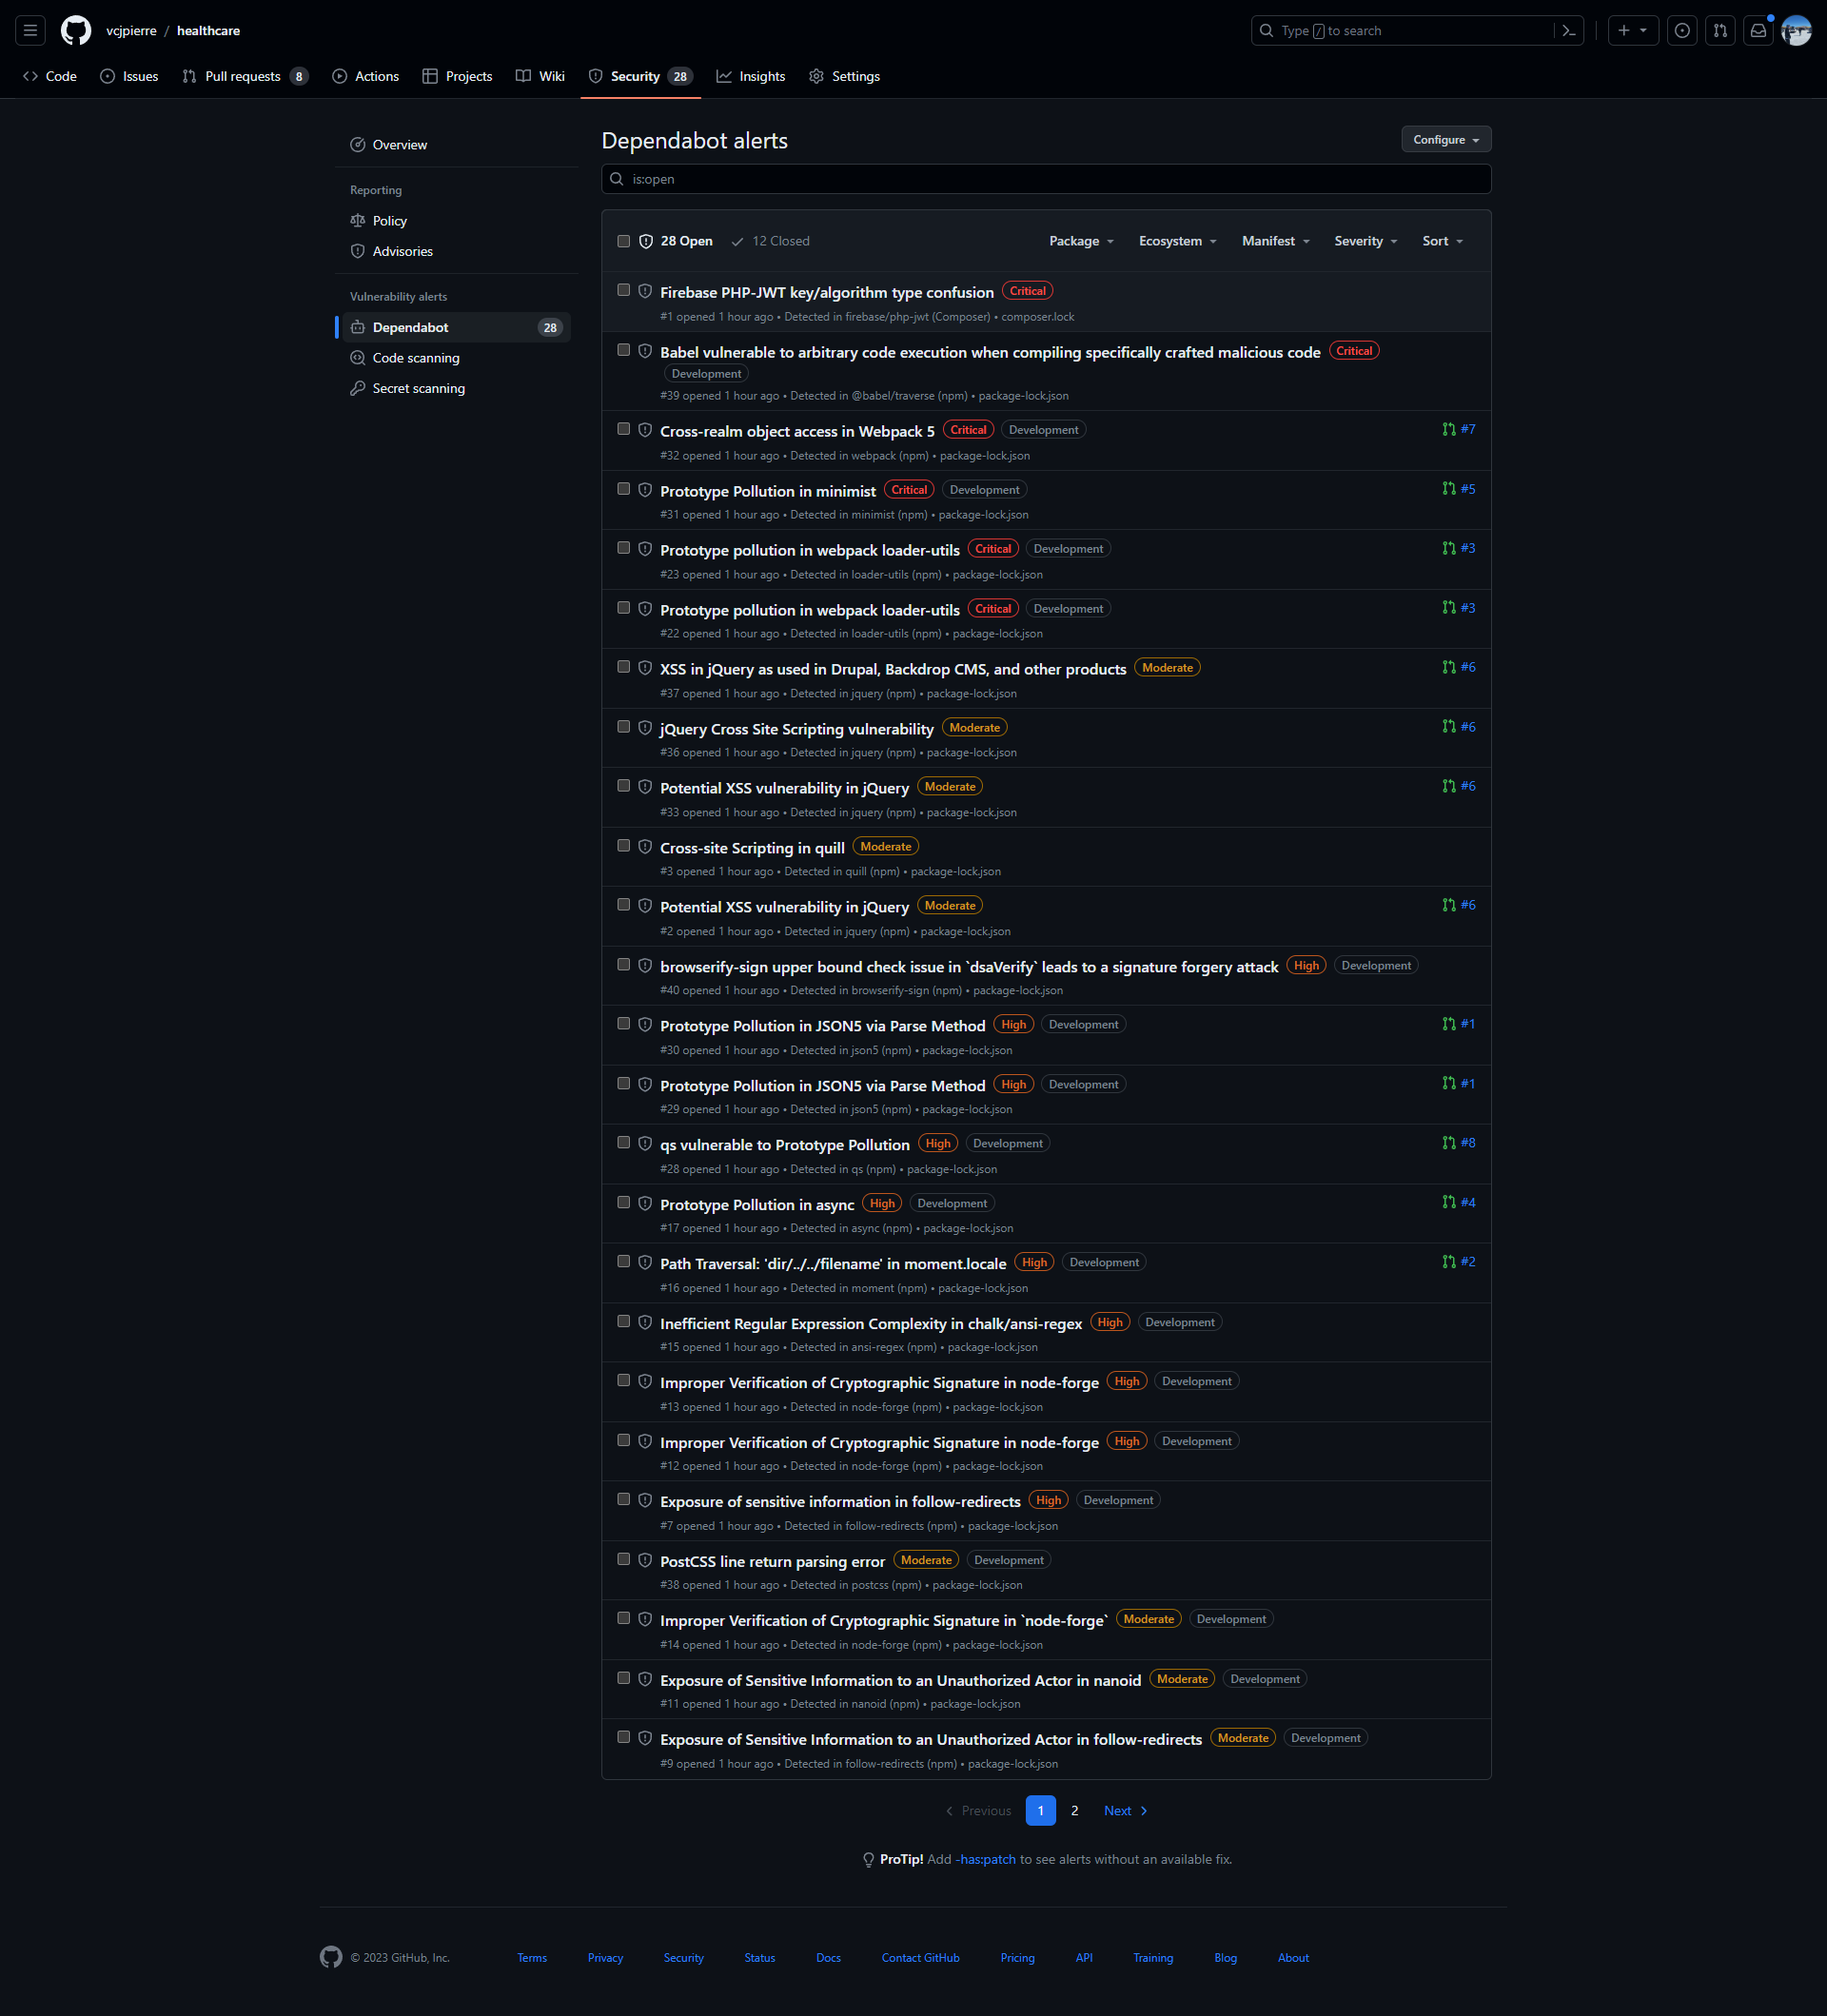 vcjpierre / healthcare
Type / to search
Code Issues Pull requests 8 Actions Projects Wiki Security 28 Insights Settings
Overview
Reporting
Policy
Advisories
Vulnerability alerts
Dependabot 28
Code scanning
Secret scanning
Dependabot alerts
Configure
is:open
28 Open 12 Closed Package Ecosystem Manifest Severity Sort
Firebase PHP-JWT key/algorithm type confusion Critical
#1 opened 1 hour ago • Detected in firebase/php-jwt (Composer) • composer.lock
Babel vulnerable to arbitrary code execution when compiling specifically crafted malicious code Critical
Development
#39 opened 1 hour ago • Detected in @babel/traverse (npm) • package-lock.json
Cross-realm object access in Webpack 5 Critical Development #7
#32 opened 1 hour ago • Detected in webpack (npm) • package-lock.json
Prototype Pollution in minimist Critical Development #5
#31 opened 1 hour ago • Detected in minimist (npm) • package-lock.json
Prototype pollution in webpack loader-utils Critical Development #3
#23 opened 1 hour ago • Detected in loader-utils (npm) • package-lock.json
Prototype pollution in webpack loader-utils Critical Development #3
#22 opened 1 hour ago • Detected in loader-utils (npm) • package-lock.json
XSS in jQuery as used in Drupal, Backdrop CMS, and other products Moderate #6
#37 opened 1 hour ago • Detected in jquery (npm) • package-lock.json
jQuery Cross Site Scripting vulnerability Moderate #6
#36 opened 1 hour ago • Detected in jquery (npm) • package-lock.json
Potential XSS vulnerability in jQuery Moderate #6
#33 opened 1 hour ago • Detected in jquery (npm) • package-lock.json
Cross-site Scripting in quill Moderate
#3 opened 1 hour ago • Detected in quill (npm) • package-lock.json
Potential XSS vulnerability in jQuery Moderate #6
#2 opened 1 hour ago • Detected in jquery (npm) • package-lock.json
browserify-sign upper bound check issue in `dsaVerify` leads to a signature forgery attack High Development
#40 opened 1 hour ago • Detected in browserify-sign (npm) • package-lock.json
Prototype Pollution in JSON5 via Parse Method High Development #1
#30 opened 1 hour ago • Detected in json5 (npm) • package-lock.json
Prototype Pollution in JSON5 via Parse Method High Development #1
#29 opened 1 hour ago • Detected in json5 (npm) • package-lock.json
qs vulnerable to Prototype Pollution High Development #8
#28 opened 1 hour ago • Detected in qs (npm) • package-lock.json
Prototype Pollution in async High Development #4
#17 opened 1 hour ago • Detected in async (npm) • package-lock.json
Path Traversal: 'dir/../../filename' in moment.locale High Development #2
#16 opened 1 hour ago • Detected in moment (npm) • package-lock.json
Inefficient Regular Expression Complexity in chalk/ansi-regex High Development
#15 opened 1 hour ago • Detected in ansi-regex (npm) • package-lock.json
Improper Verification of Cryptographic Signature in node-forge High Development
#13 opened 1 hour ago • Detected in node-forge (npm) • package-lock.json
Improper Verification of Cryptographic Signature in node-forge High Development
#12 opened 1 hour ago • Detected in node-forge (npm) • package-lock.json
Exposure of sensitive information in follow-redirects High Development
#7 opened 1 hour ago • Detected in follow-redirects (npm) • package-lock.json
PostCSS line return parsing error Moderate Development
#38 opened 1 hour ago • Detected in postcss (npm) • package-lock.json
Improper Verification of Cryptographic Signature in `node-forge` Moderate Development
#14 opened 1 hour ago • Detected in node-forge (npm) • package-lock.json
Exposure of Sensitive Information to an Unauthorized Actor in nanoid Moderate Development
#11 opened 1 hour ago • Detected in nanoid (npm) • package-lock.json
Exposure of Sensitive Information to an Unauthorized Actor in follow-redirects Moderate Development
#9 opened 1 hour ago • Detected in follow-redirects (npm) • package-lock.json
Previous 1 2 Next
ProTip! Add -has:patch to see alerts without an available fix.
© 2023 GitHub, Inc. Terms Privacy Security Status Docs Contact GitHub Pricing API Training Blog About